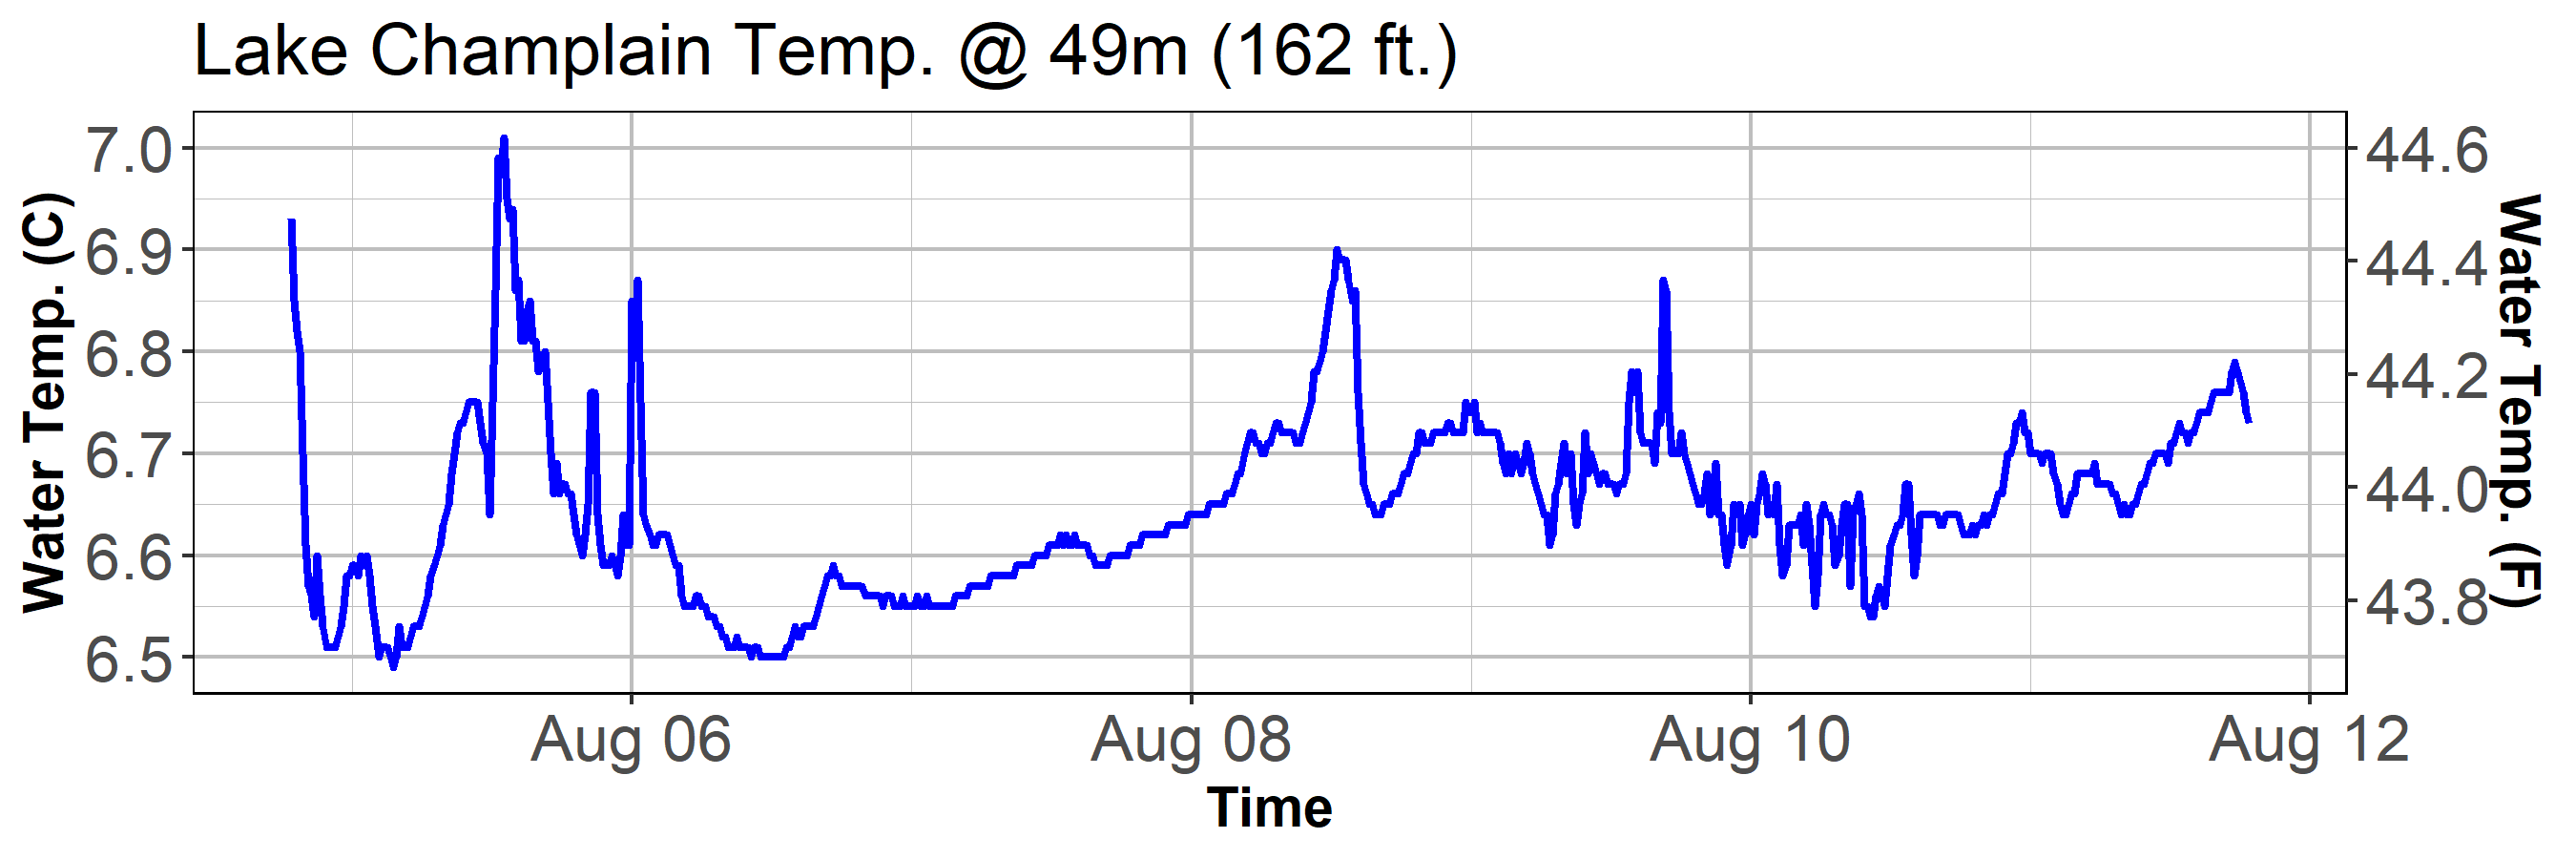 Lake Champlain Temp. @ 49m (162 ft.)
Water Temp. (C)
7.0
6.9
6.8
6.7
6.6
6.5
44.6
44.4
44.2
44.0
43.8
Water Temp. (F)
Aug 06 Aug 08 Aug 10 Aug 12
Time